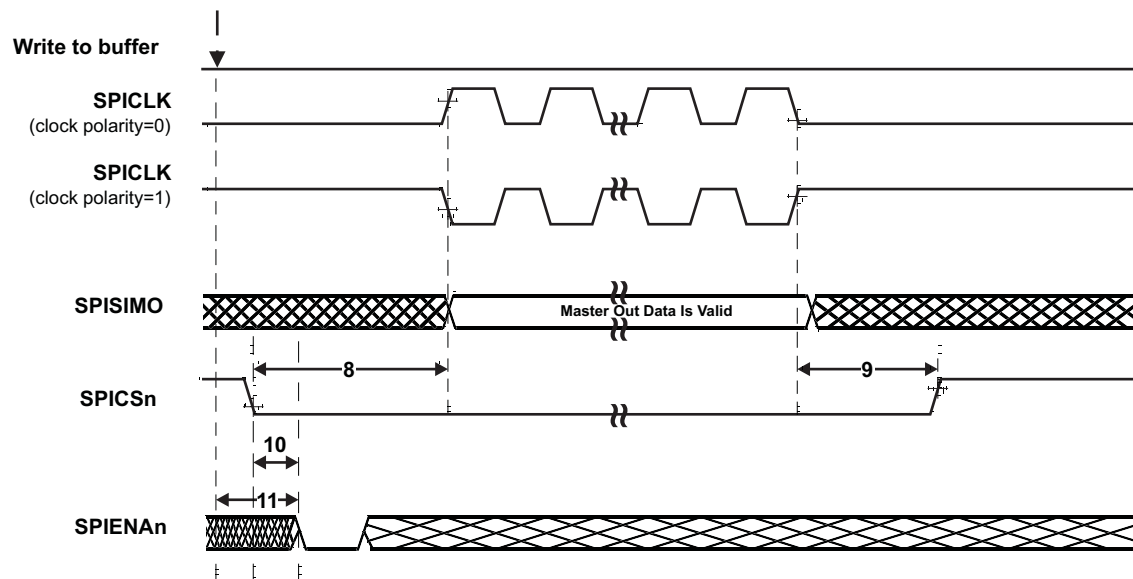 Write to buffer
SPICLK
(clock polarity=0)
SPICLK
(clock polarity=1)
SPISIMO
Master Out Data Is Valid
8
9
SPICSn
10
11
SPIENAn